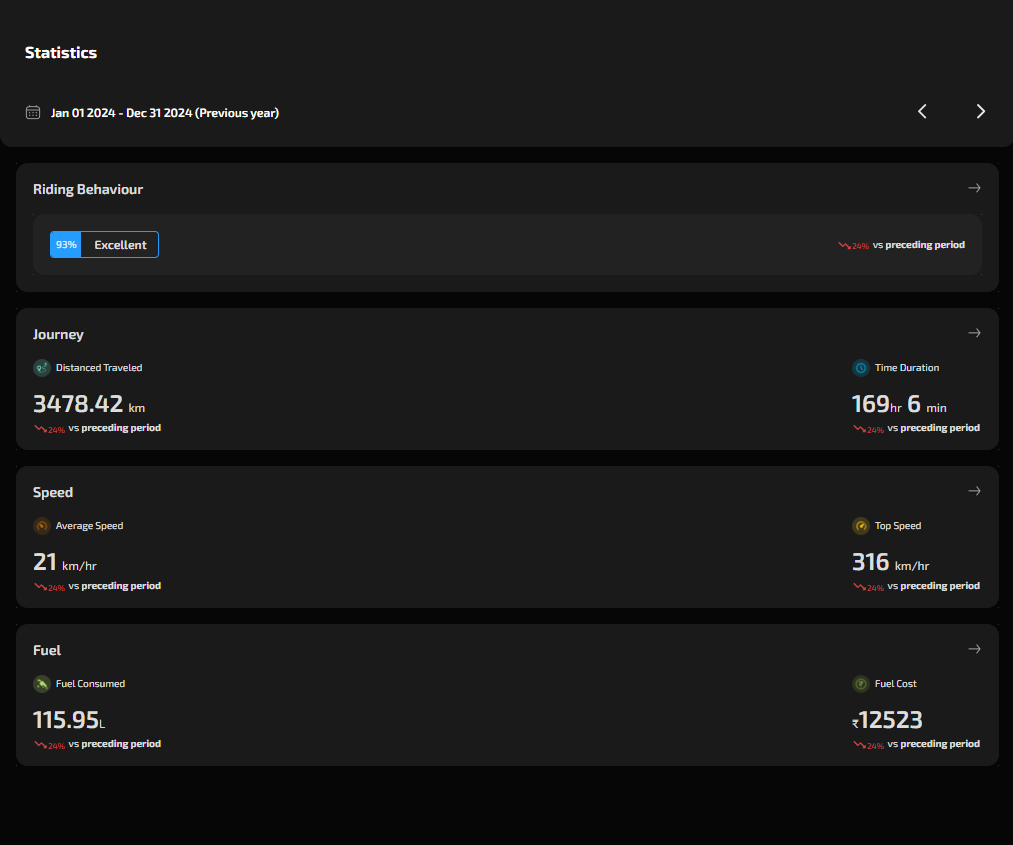 Statistics
Jan 01 2024 - Dec 31 2024 (Previous year)
Riding Behaviour
93% Excellent 24% vs preceding period
Journey
Distanced Traveled Time Duration
3478.42 km 169hr 6 min
24% vs preceding period 24% vs preceding period
Speed
Average Speed Top Speed
21 km/hr 316 km/hr
24% vs preceding period 24% vs preceding period
Fuel
Fuel Consumed Fuel Cost
115.95L ₹12523
24% vs preceding period 24% vs preceding period